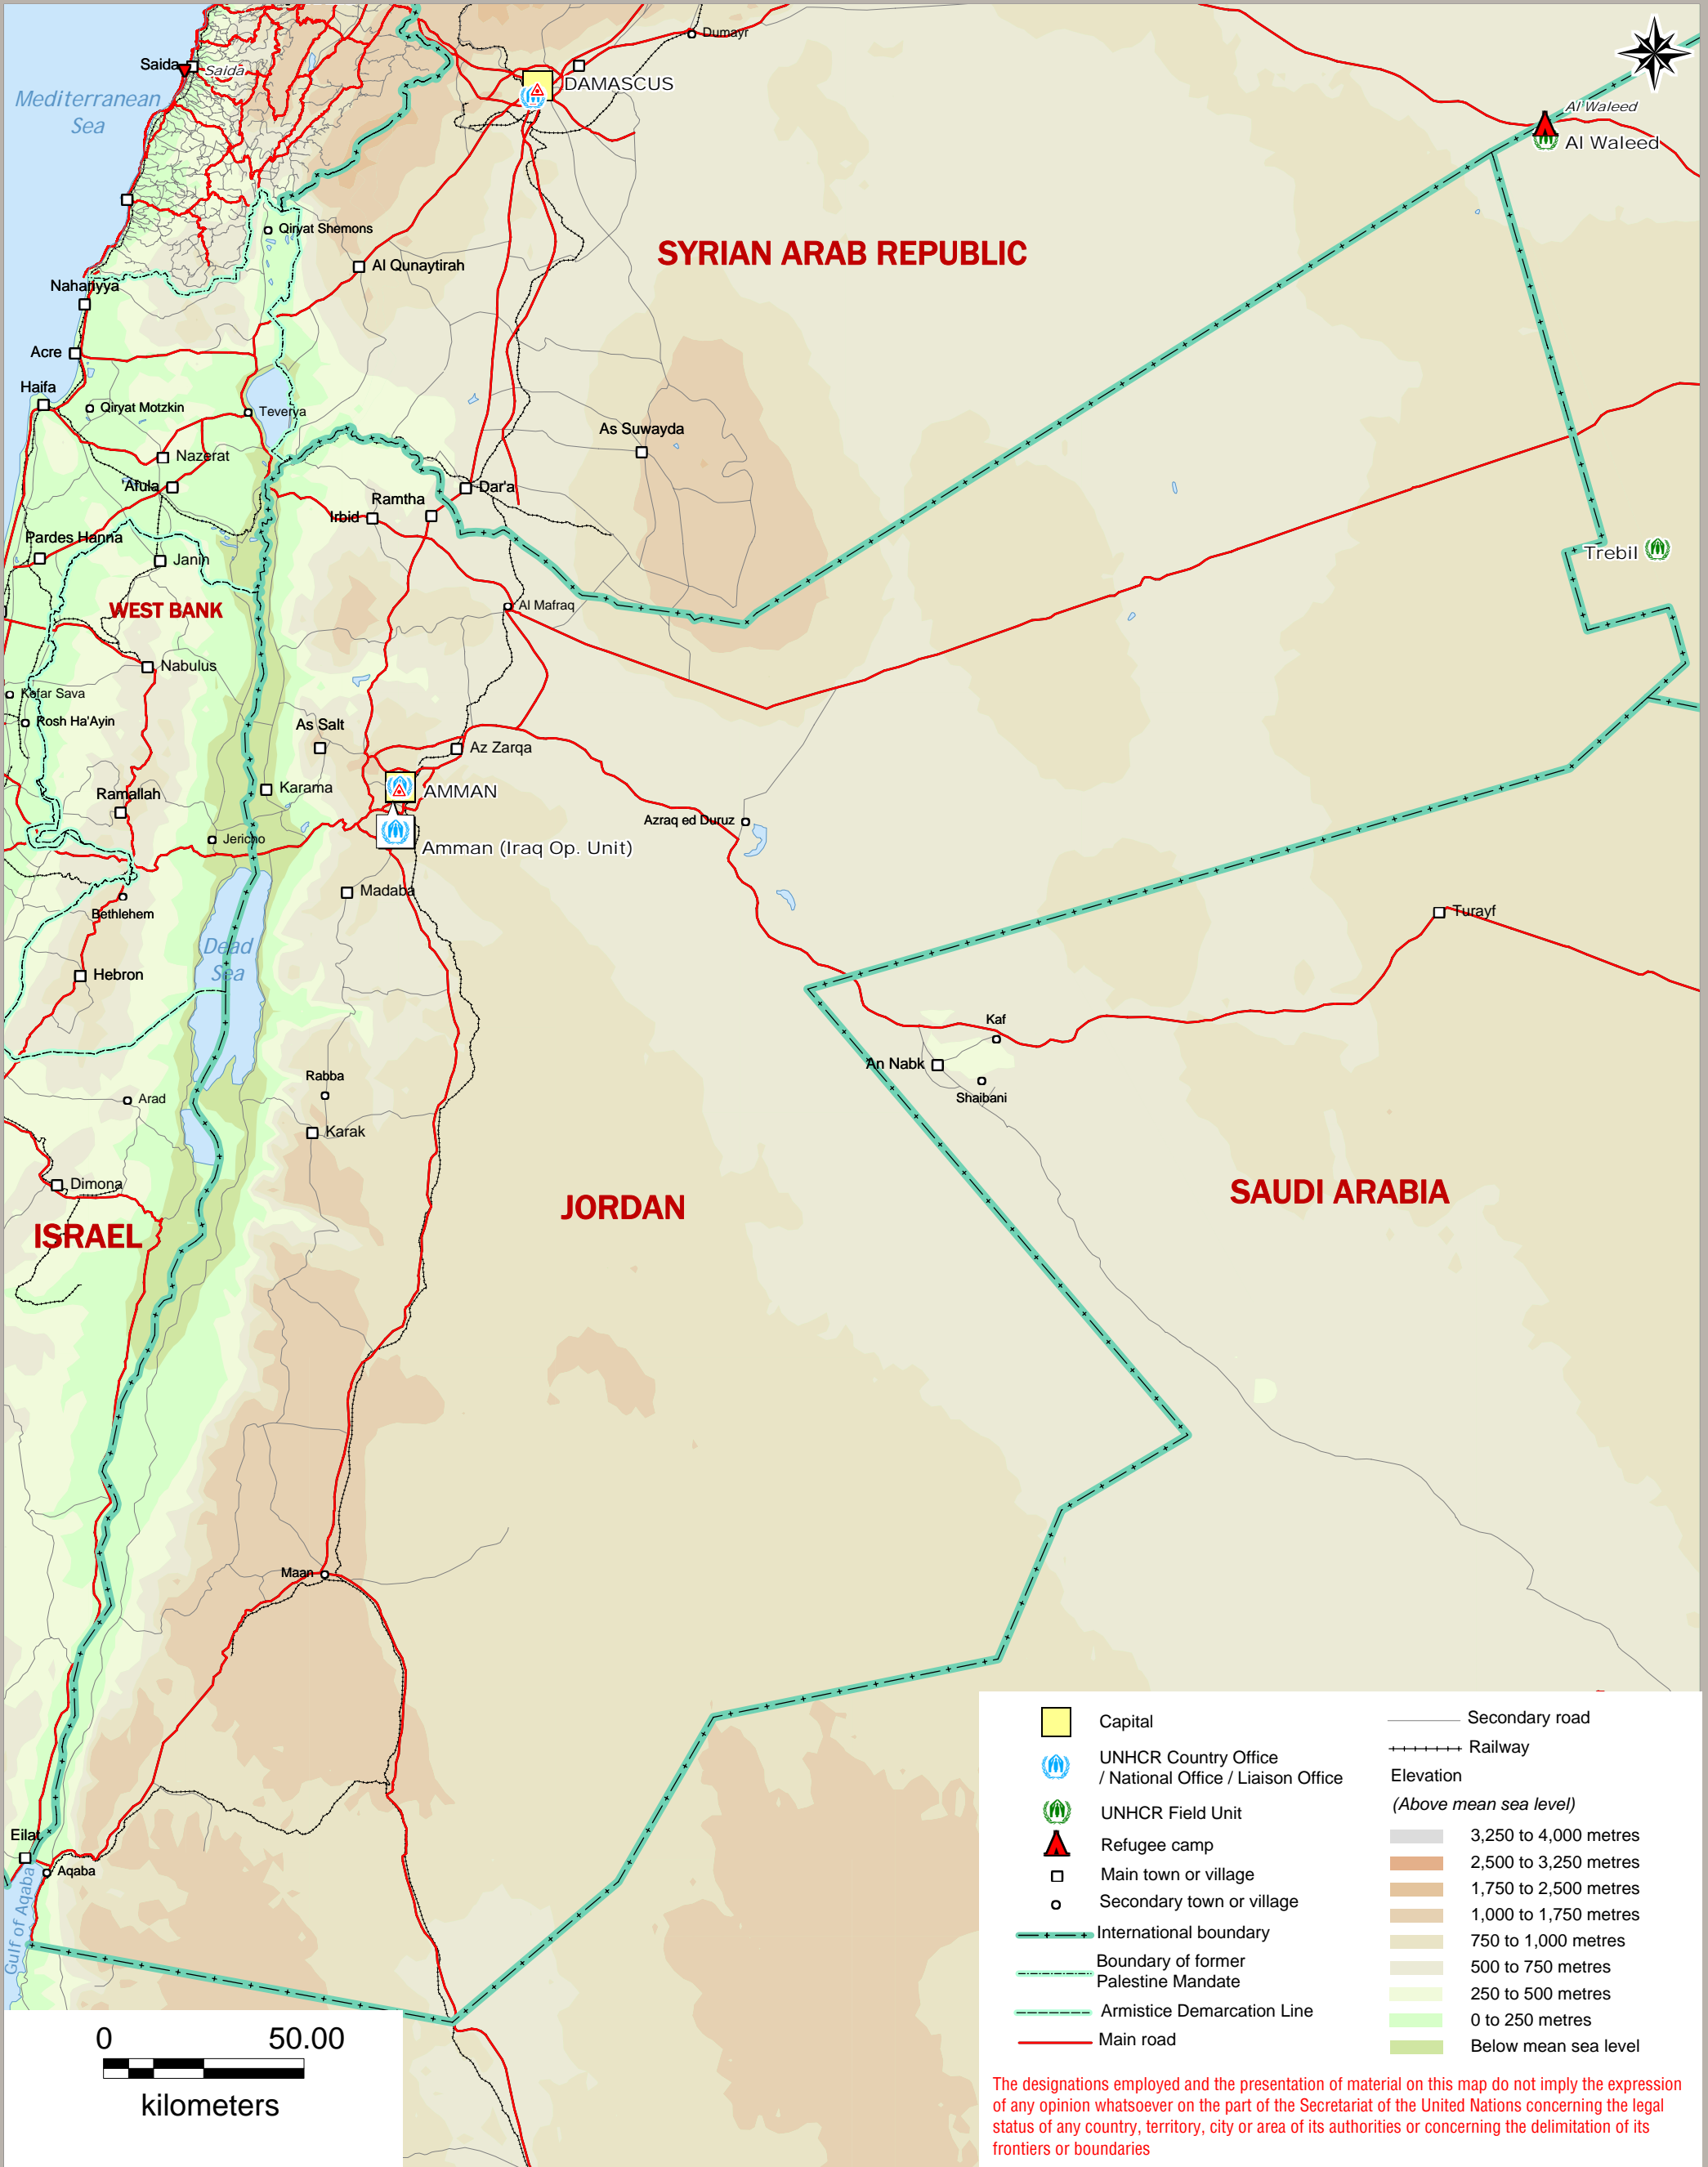 Dumayr
Saida
Saida
DAMASCUS
Mediterranean
Sea
Al Waleed
Al Waleed
Qiryat Shemons
SYRIAN ARAB REPUBLIC
Al Qunaytirah
Nahariyya
Acre
Haifa
Qiryat Motzkin
Teverya
As Suwayda
Nazerat
'Afula
Dar'a
Ramtha
Irbid
Pardes Hanna
Janin
Trebil
WEST BANK
Al Mafraq
Nabulus
Kefar Sava
Rosh Ha'Ayin
As Salt
Az Zarqa
Karama
AMMAN
Ramallah
Azraq ed Duruz
Jericho
Amman (Iraq Op. Unit)
Madaba
Bethlehem
Turayf
Dead
Sea
Hebron
Kaf
An Nabk
Rabba
Shaibani
Arad
Karak
Dimona
SAUDI ARABIA
JORDAN
ISRAEL
Maan
Eilat
Aqaba
Gulf of Aqaba
0 50.00
kilometers
Capital
UNHCR Country Office
/ National Office / Liaison Office
UNHCR Field Unit
Refugee camp
Main town or village
Secondary town or village
International boundary
Boundary of former
Palestine Mandate
Armistice Demarcation Line
Main road
Secondary road
Railway
Elevation
(Above mean sea level)
3,250 to 4,000 metres
2,500 to 3,250 metres
1,750 to 2,500 metres
1,000 to 1,750 metres
750 to 1,000 metres
500 to 750 metres
250 to 500 metres
0 to 250 metres
Below mean sea level
The designations employed and the presentation of material on this map do not imply the expression
of any opinion whatsoever on the part of the Secretariat of the United Nations concerning the legal
status of any country, territory, city or area of its authorities or concerning the delimitation of its
frontiers or boundaries